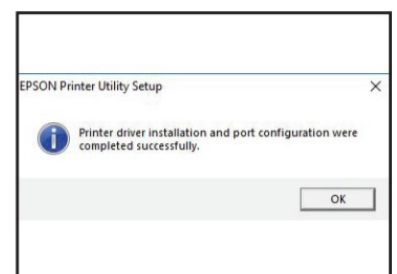 EPSON Printer Utility Setup
Printer driver installation and port configuration were
completed successfully.
OK